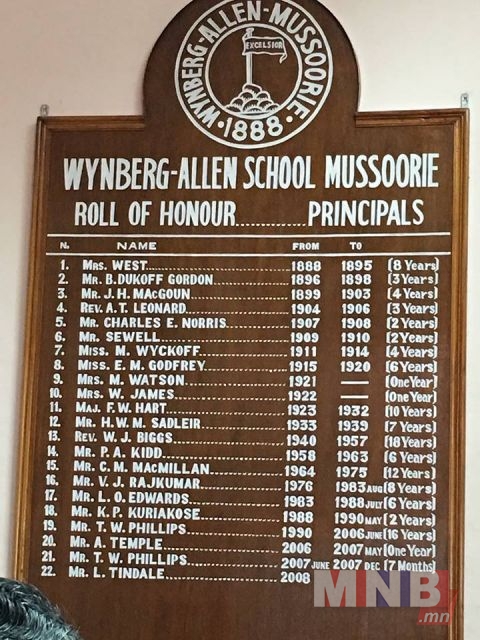 WYNBERG-ALLEN-MUSSOORIE
EXCELSIOR
·1888·
WYNBERG-ALLEN SCHOOL MUSSOORIE
ROLL OF HONOUR..........PRINCIPALS
N. NAME FROM TO
1. MRS. WEST 1888 1895 (8 Years)
2. MR. B. DUKOFF GORDON 1896 1898 (3 Years)
3. MR. J. H. MACGOUN 1899 1903 (4 Years)
4. REV. A. T. LEONARD 1904 1906 (3 Years)
5. MR. CHARLES E. NORRIS 1907 1908 (2 Years)
6. MR. SEWELL 1909 1910 (2 Years)
7. MISS. M. WYCKOFF 1911 1914 (4 Years)
8. MISS. E. M. GODFREY 1915 1920 (6 Years)
9. MRS. M. WATSON 1921 — (One Year)
10. MRS. W. JAMES 1922 — (One Year)
11. MAJ. F. W. HART 1923 1932 (10 Years)
12. MR. H. W. M. SADLEIR 1933 1939 (7 Years)
13. REV. W. J. BIGGS 1940 1957 (18 Years)
14. MR. P. A. KIDD 1958 1963 (6 Years)
15. MR. C. M. MACMILLAN 1964 1975 (12 Years)
16. MR. V. J. RAJKUMAR 1976 1983 AUG (8 Years)
17. MR. L. O. EDWARDS 1983 1988 JULY (6 Years)
18. MR. K. P. KURIAKOSE 1988 1990 MAY (2 Years)
19. MR. T. W. PHILLIPS 1990 2006 JUNE (16 Years)
20. MR. A. TEMPLE 2006 2007 MAY (One Year)
21. MR. T. W. PHILLIPS 2007 JUNE 2007 DEC (7 Months)
22. MR. L. TINDALE 2008
MNB
.mn